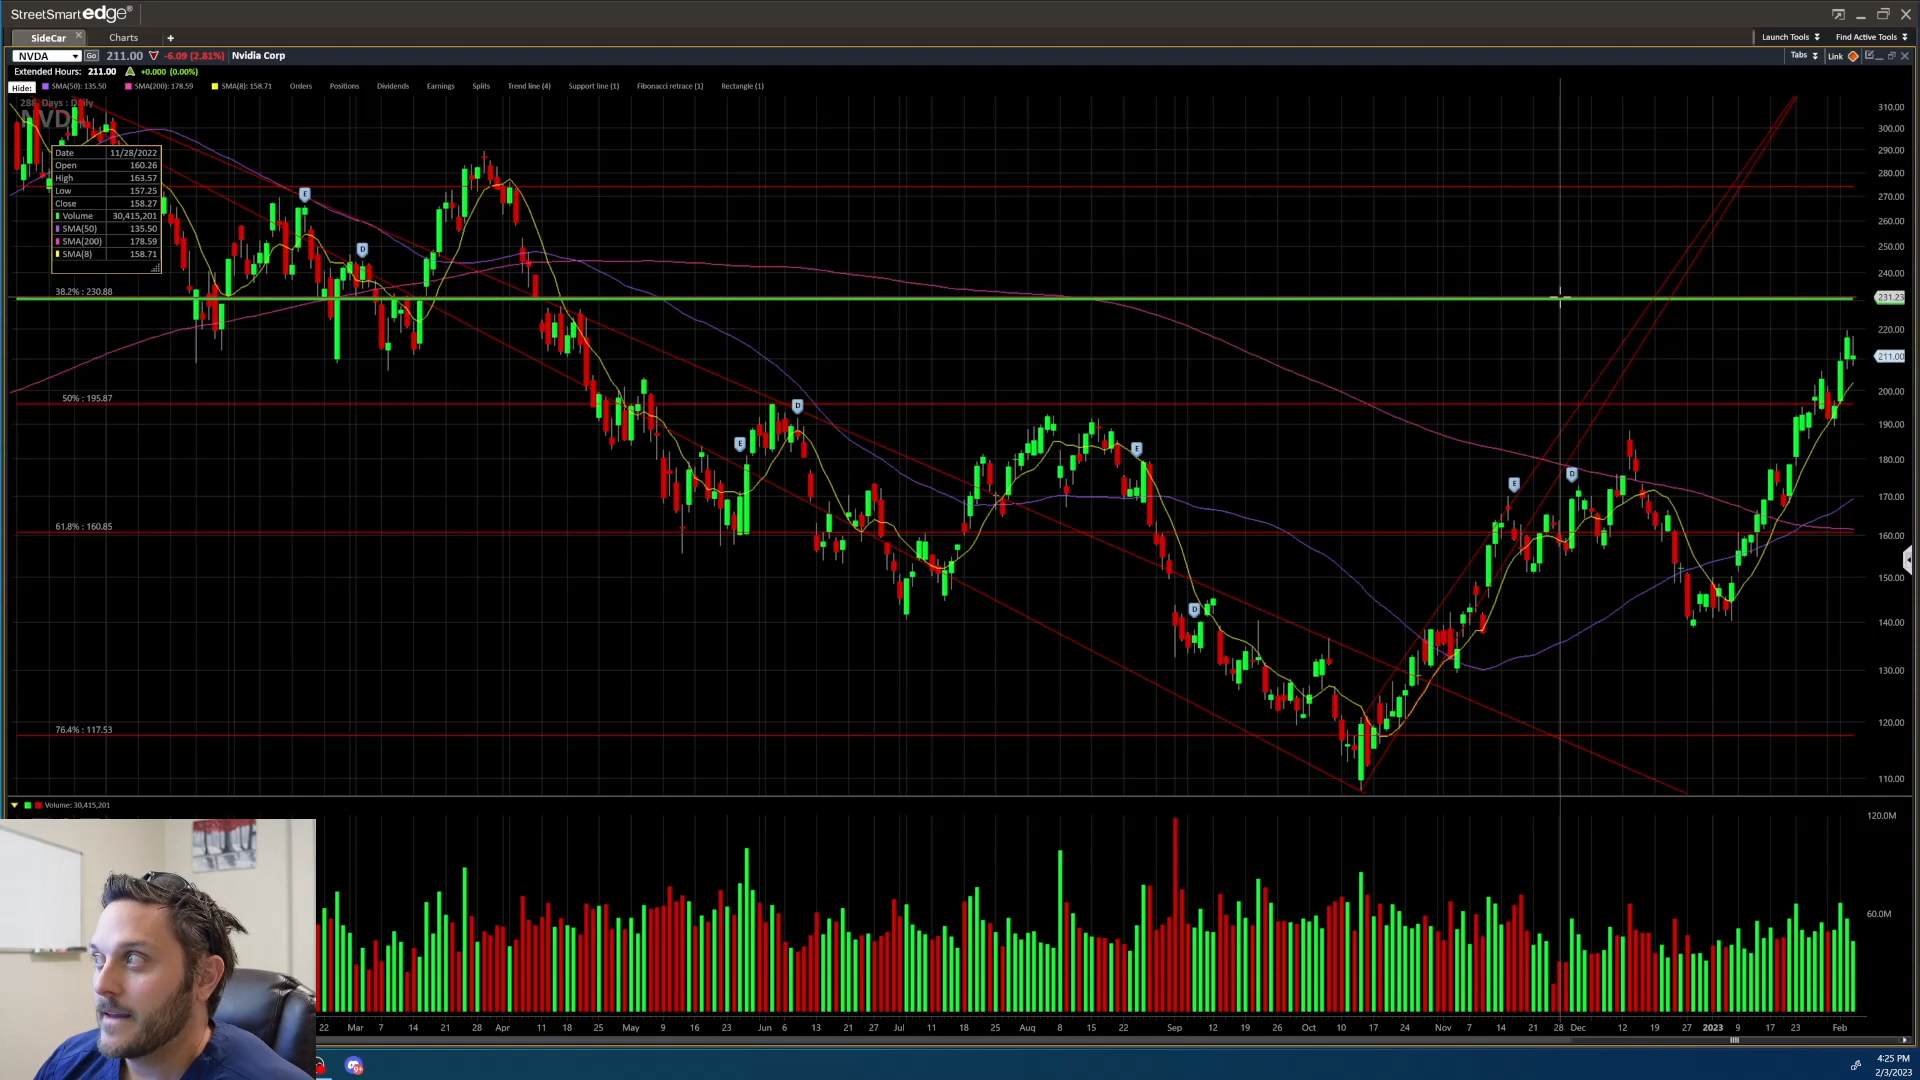 StreetSmart edge®
SideCar
Charts
+
Launch Tools
Find Active Tools
NVDA Go 211.00 -6.09 (2.81%) Nvidia Corp
Tabs Link
Extended Hours: 211.00 +0.000 (0.00%)
Hide: SMA(50): 135.50 SMA(200): 178.59 SMA(8): 158.71 Orders Positions Dividends Earnings Splits Trend line (4) Support line (1) Fibonacci retrace (1) Rectangle (1)
Days : Daily
NVD
Date 11/28/2022
Open 160.26
High 163.57
Low 157.25
Close 158.27
Volume 30,415,201
SMA(50) 135.50
SMA(200) 178.59
SMA(8) 158.71
38.2% : 230.88
50% : 195.87
61.8% : 160.85
76.4% : 117.53
E
D
E
D
E
D
E
D
310.00
300.00
290.00
280.00
270.00
260.00
250.00
240.00
231.23
220.00
211.00
200.00
190.00
180.00
170.00
160.00
150.00
140.00
130.00
120.00
110.00
Volume: 30,415,201
120.0M
60.0M
22 Mar 7 14 21 28 Apr 11 18 25 May 9 16 23 Jun 6 13 21 27 Jul 11 18 25 Aug 8 15 22 Sep 12 19 26 Oct 10 17 24 Nov 7 14 21 28 Dec 12 19 27 2023 9 17 23 Feb
9+
4:25 PM
2/3/2023